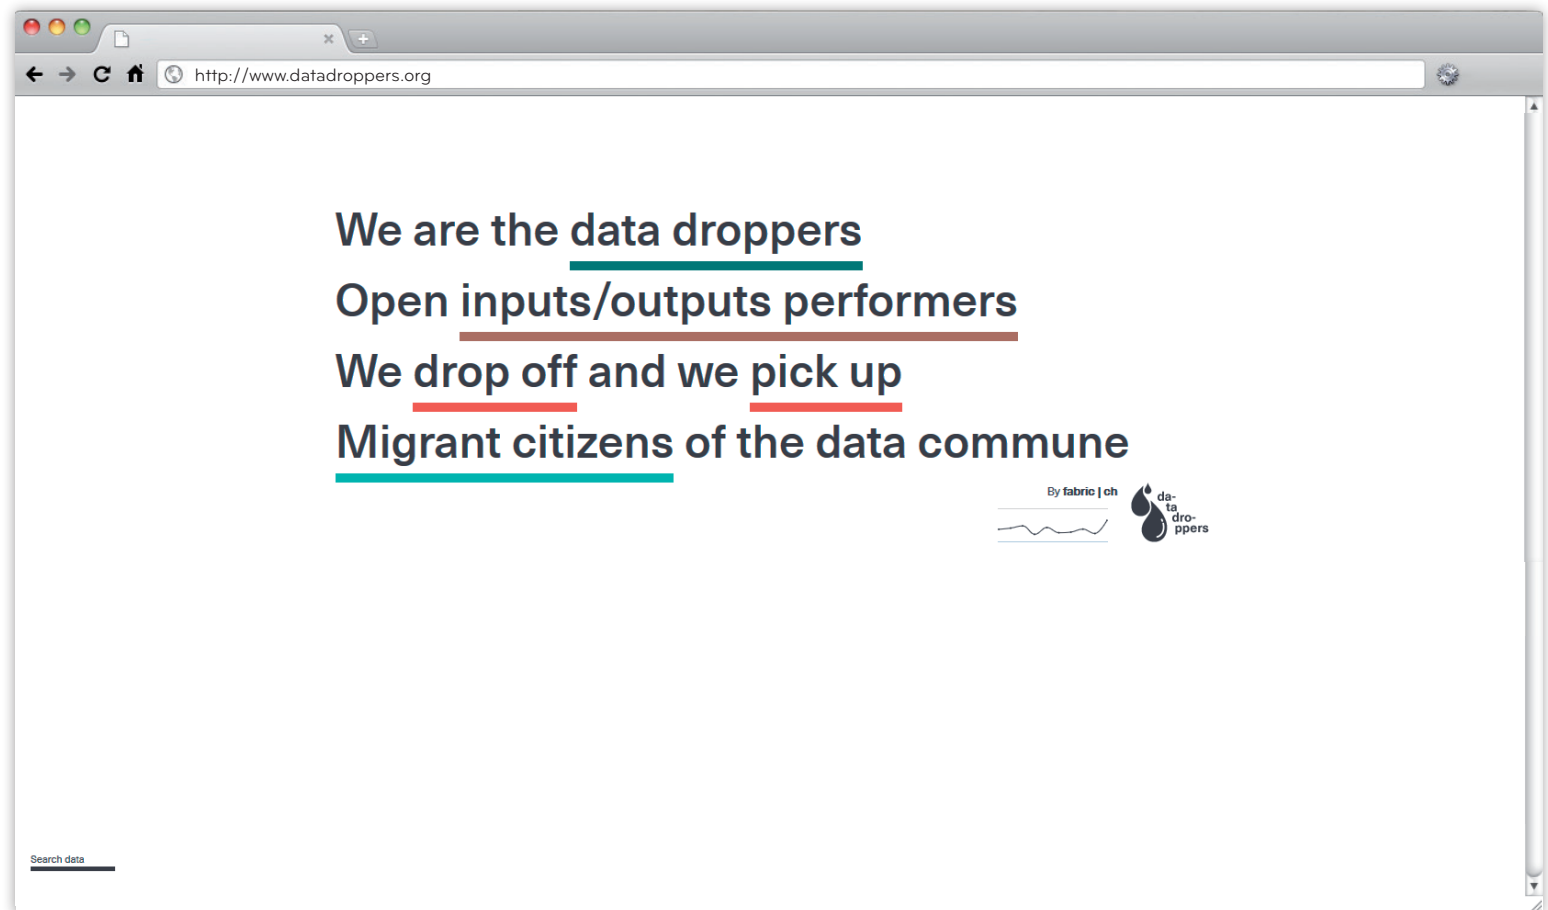 http://www.datadroppers.org
We are the data droppers
Open inputs/outputs performers
We drop off and we pick up
Migrant citizens of the data commune
By fabric | ch
da-
ta
dro-
ppers
Search data